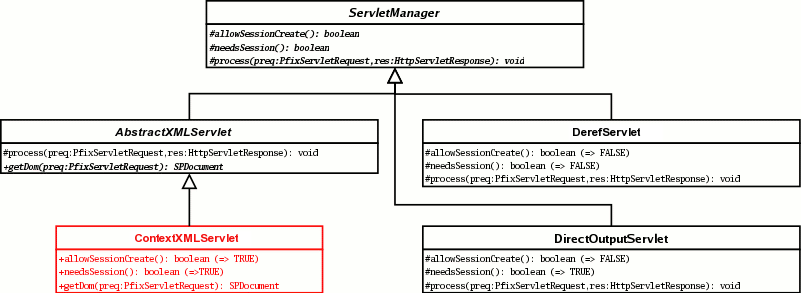 ServletManager
#allowSessionCreate(): boolean
#needsSession(): boolean
#process(preq:PfixServletRequest,res:HttpServletResponse): void
AbstractXMLServlet
#process(preq:PfixServletRequest,res:HttpServletResponse): void
+getDom(preq:PfixServletRequest): SPDocument
DerefServlet
#allowSessionCreate(): boolean (=> FALSE)
#needsSession(): boolean (=> FALSE)
#process(preq:PfixServletRequest,res:HttpServletResponse): void
ContextXMLServlet
+allowSessionCreate(): boolean (=> TRUE)
+needsSession(): boolean (=>TRUE)
+getDom(preq:PfixServletRequest): SPDocument
DirectOutputServlet
#allowSessionCreate(): boolean (=> FALSE)
#needsSession(): boolean (=> TRUE)
#process(preq:PfixServletRequest,res:HttpServletResponse): void